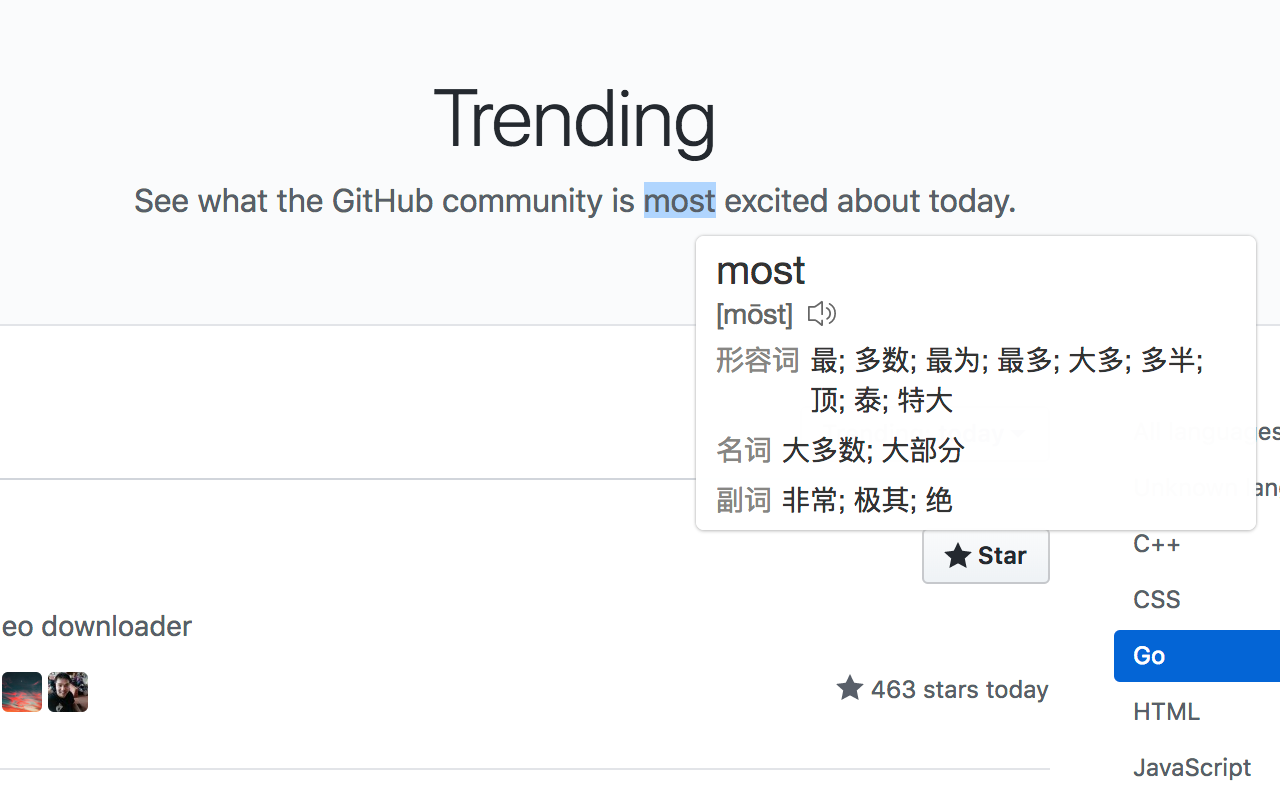 Trending
See what the GitHub community is most excited about today.
most
[mōst]
形容词 最; 多数; 最为; 最多; 大多; 多半;
顶; 泰; 特大
名词 大多数; 大部分
副词 非常; 极其; 绝
Star
eo downloader
463 stars today
C++
CSS
Go
HTML
JavaScript